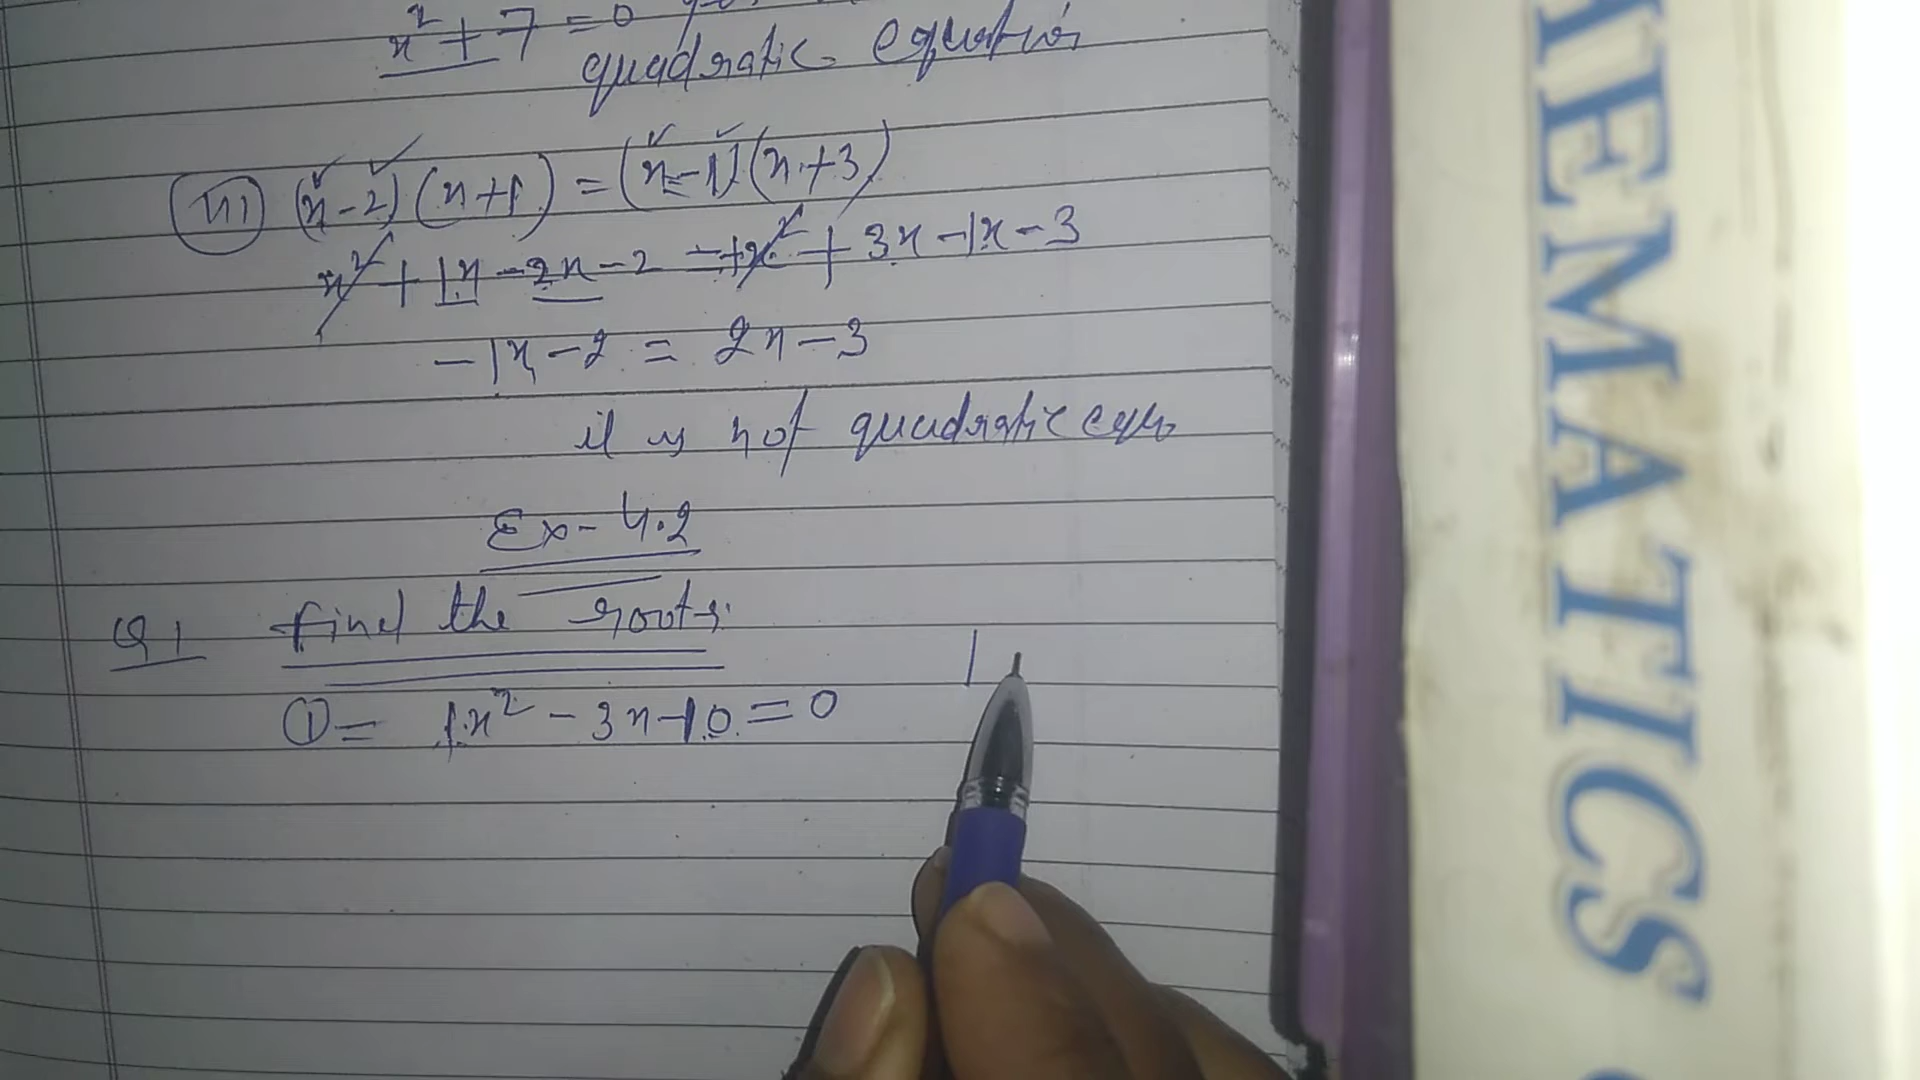 x² + 7 = 0
quadratic equation
(iii) (x-2) (x+1) = (x-1) (x+3)
x² + 1x - 2x - 2 = +x² + 3x - 1x - 3
- 1x - 2 = 2x - 3
it is not quadratic eqn
Ex - 4.2
Q1 find the roots:
① = 1x² - 3x - 10 = 0
1
EMATICS